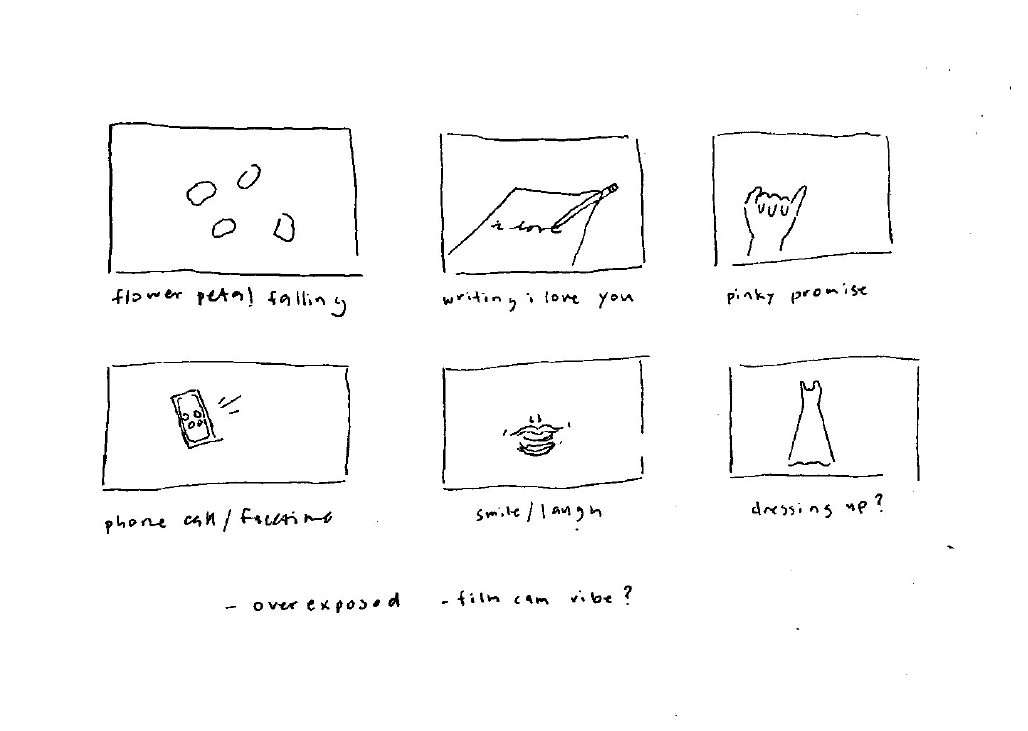 flower petal falling
i love
writing i love you
pinky promise
phone call / facetime
smile / laugh
dressing up?
- overexposed - film cam vibe?